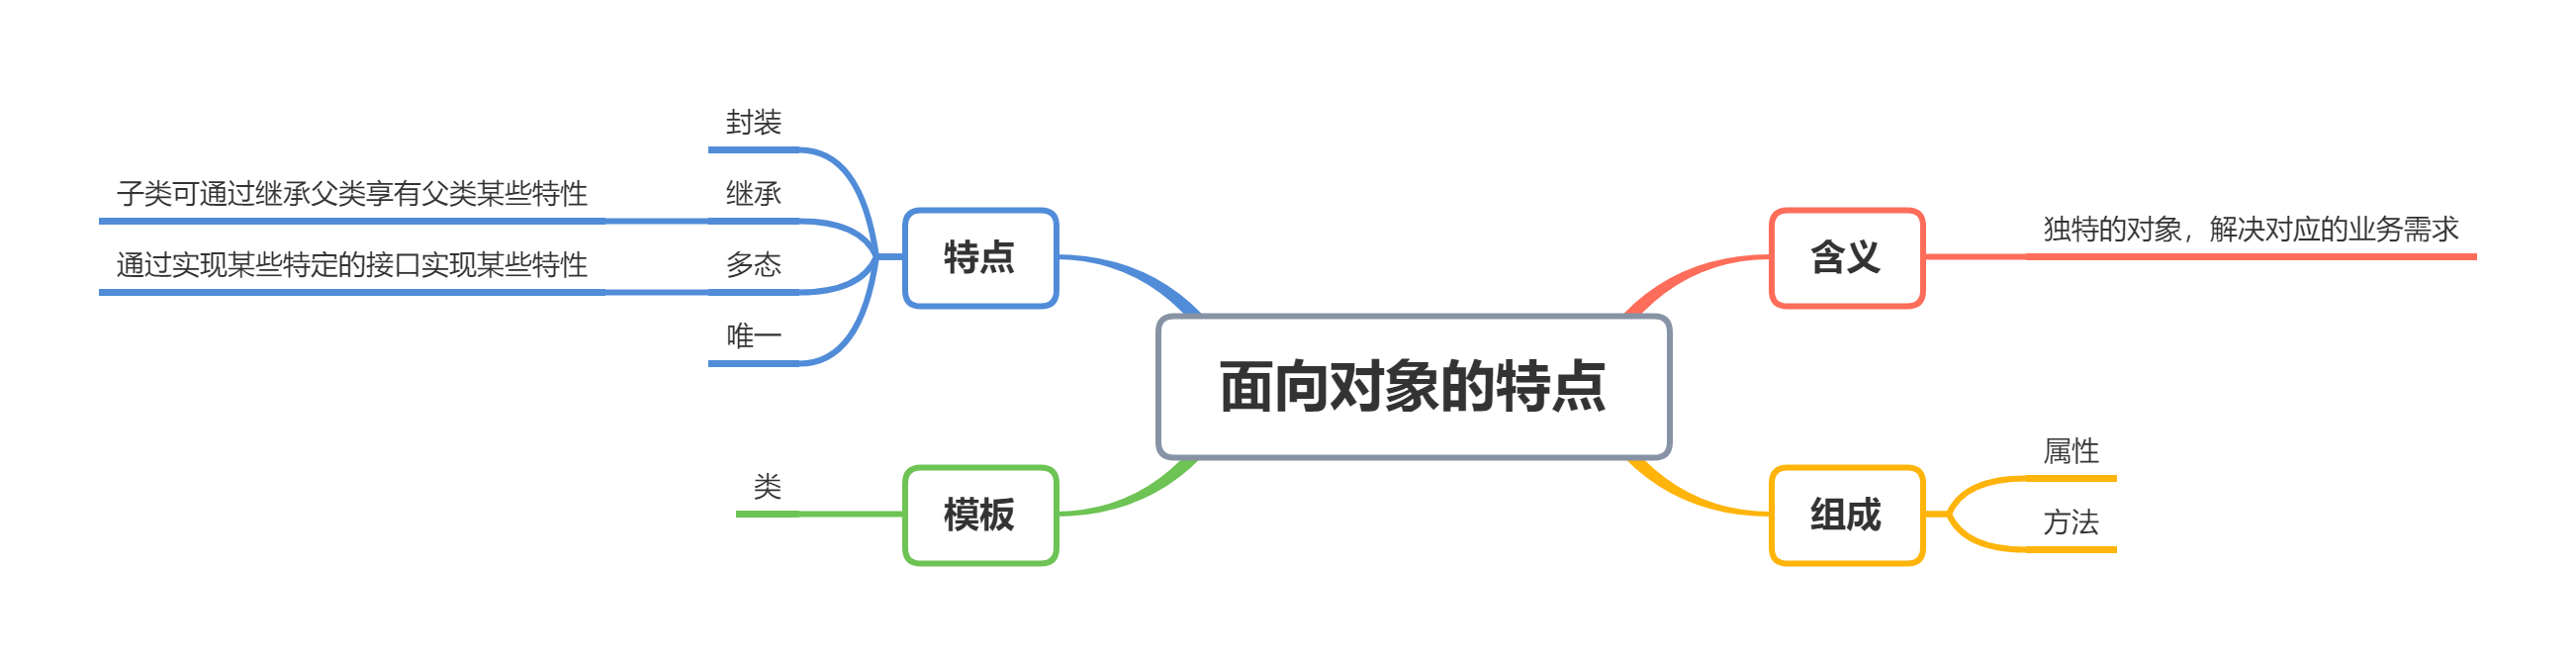 面向对象的特点
含义
独特的对象，解决对应的业务需求
组成
属性
方法
特点
封装
继承
子类可通过继承父类享有父类某些特性
多态
通过实现某些特定的接口实现某些特性
唯一
模板
类